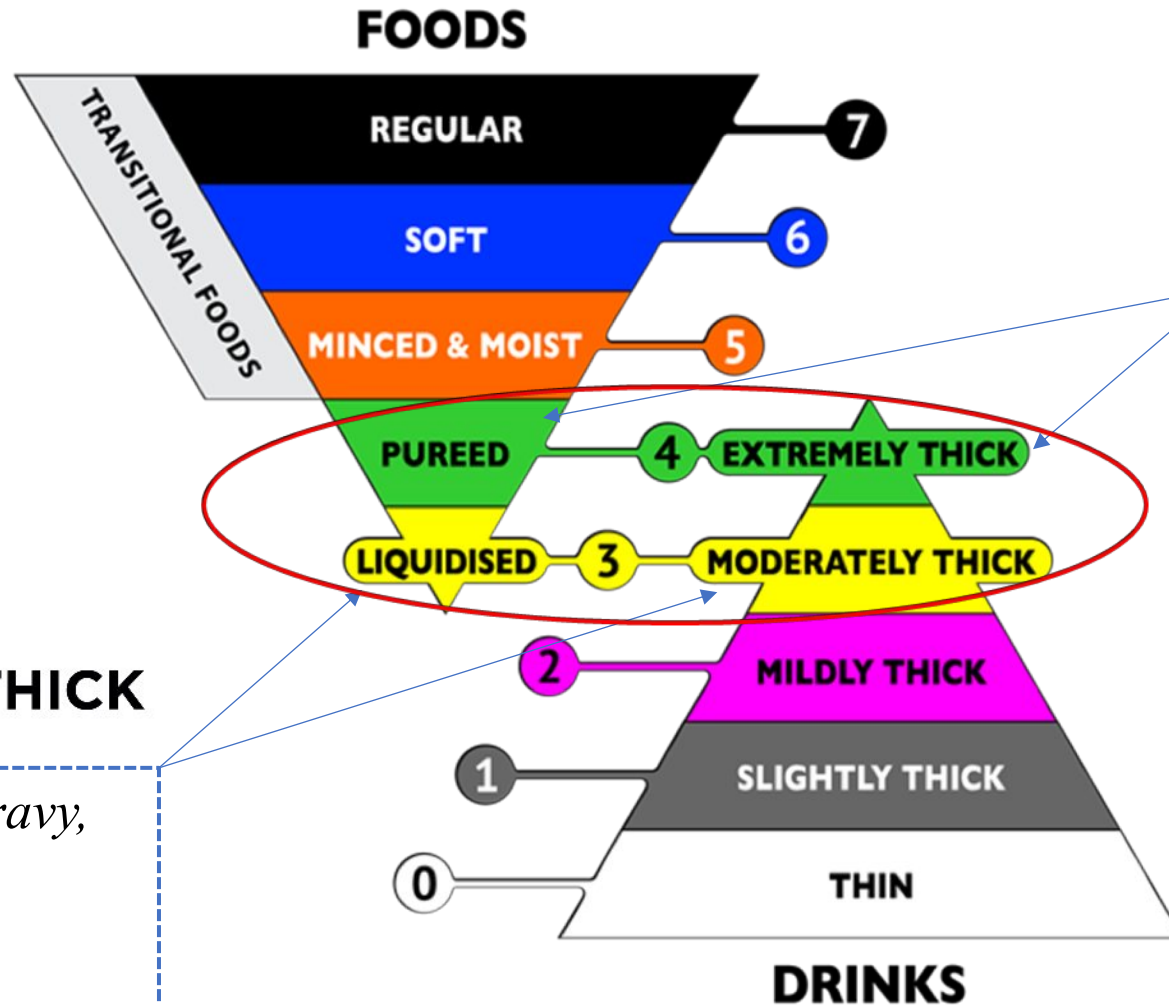 FOODS
TRANSITIONAL FOODS
REGULAR
7
SOFT
6
MINCED & MOIST
5
PUREED
4
EXTREMELY THICK
LIQUIDISED
3
MODERATELY THICK
2
MILDLY THICK
THICK
1
SLIGHTLY THICK
0
THIN
DRINKS